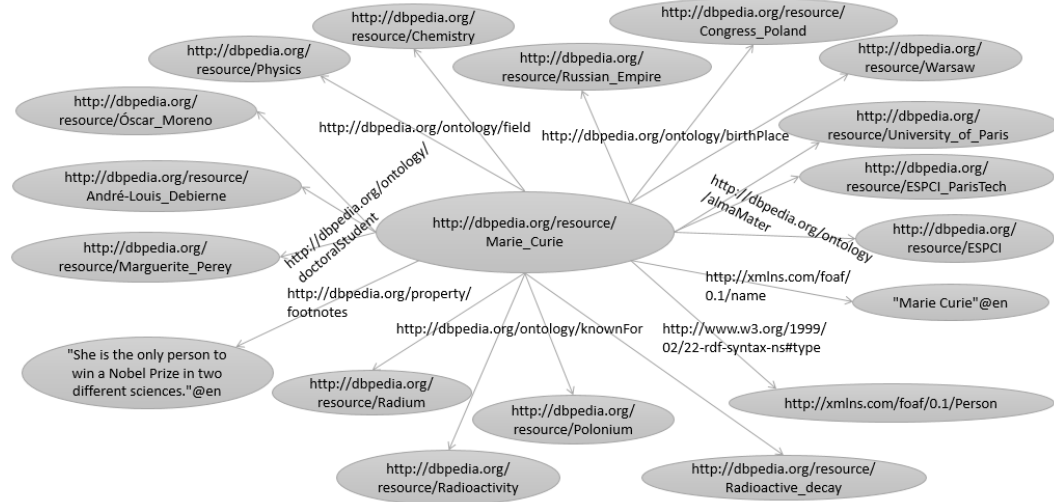 http://dbpedia.org/
resource/Chemistry
http://dbpedia.org/resource/
Congress_Poland
http://dbpedia.org/
resource/Physics
http://dbpedia.org/
resource/Russian_Empire
http://dbpedia.org/
resource/Warsaw
http://dbpedia.org/
resource/Óscar_Moreno
http://dbpedia.org/ontology/field
http://dbpedia.org/ontology/birthPlace
http://dbpedia.org/
resource/University_of_Paris
http://dbpedia.org/resource/
André-Louis_Debierne
http://dbpedia.org/ontology/
doctoralStudent
http://dbpedia.org/resource/
Marie_Curie
http://dbpedia.org/ontology
/almaMater
http://dbpedia.org/
resource/ESPCI_ParisTech
http://dbpedia.org/
resource/Marguerite_Perey
http://dbpedia.org/
resource/ESPCI
http://dbpedia.org/property/
footnotes
http://xmlns.com/foaf/
0.1/name
"Marie Curie"@en
http://dbpedia.org/ontology/knownFor
http://www.w3.org/1999/
02/22-rdf-syntax-ns#type
"She is the only person to
win a Nobel Prize in two
different sciences."@en
http://dbpedia.org/
resource/Radium
http://dbpedia.org/
resource/Polonium
http://xmlns.com/foaf/0.1/Person
http://dbpedia.org/
resource/Radioactivity
http://dbpedia.org/resource/
Radioactive_decay